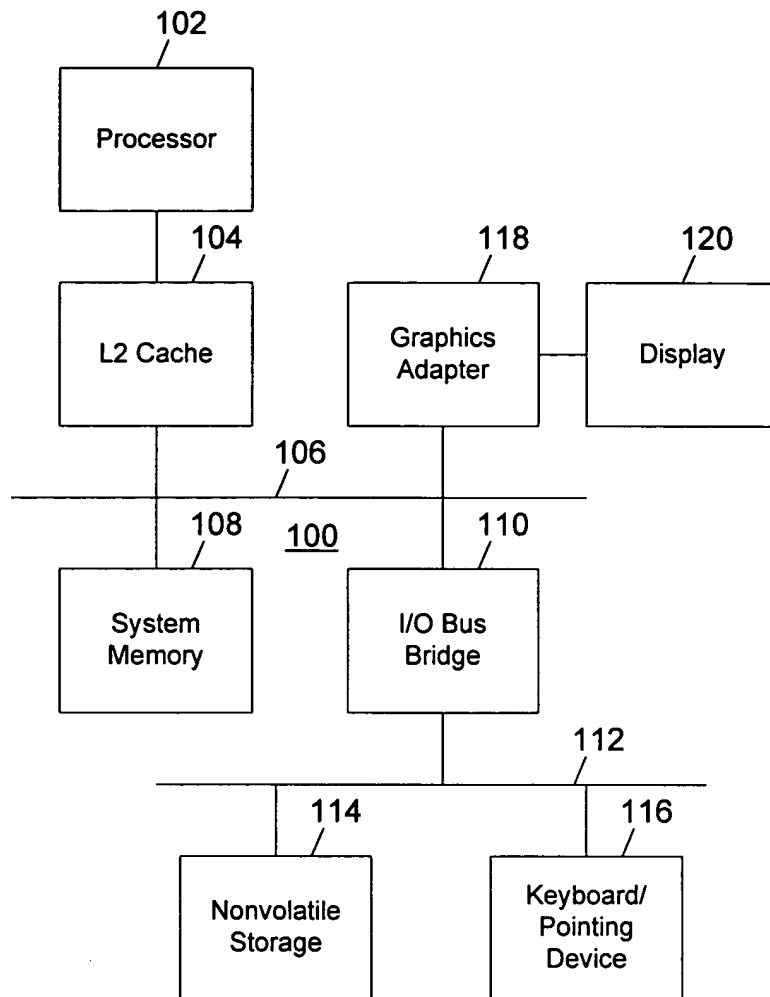 102
Processor
104
L2 Cache
118
Graphics
Adapter
120
Display
106
100
108
System
Memory
110
I/O Bus
Bridge
112
114
Nonvolatile
Storage
116
Keyboard/
Pointing
Device